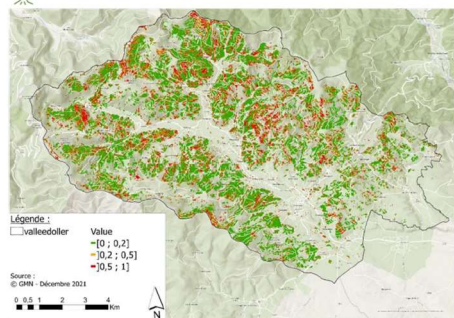 Légende :
valleedoller
Value
[0 ; 0,2]
]0,2 ; 0,5]
]0,5 ; 1]
Source :
© GMN - Décembre 2021
0 0,5 1 2 3 4
Km
N